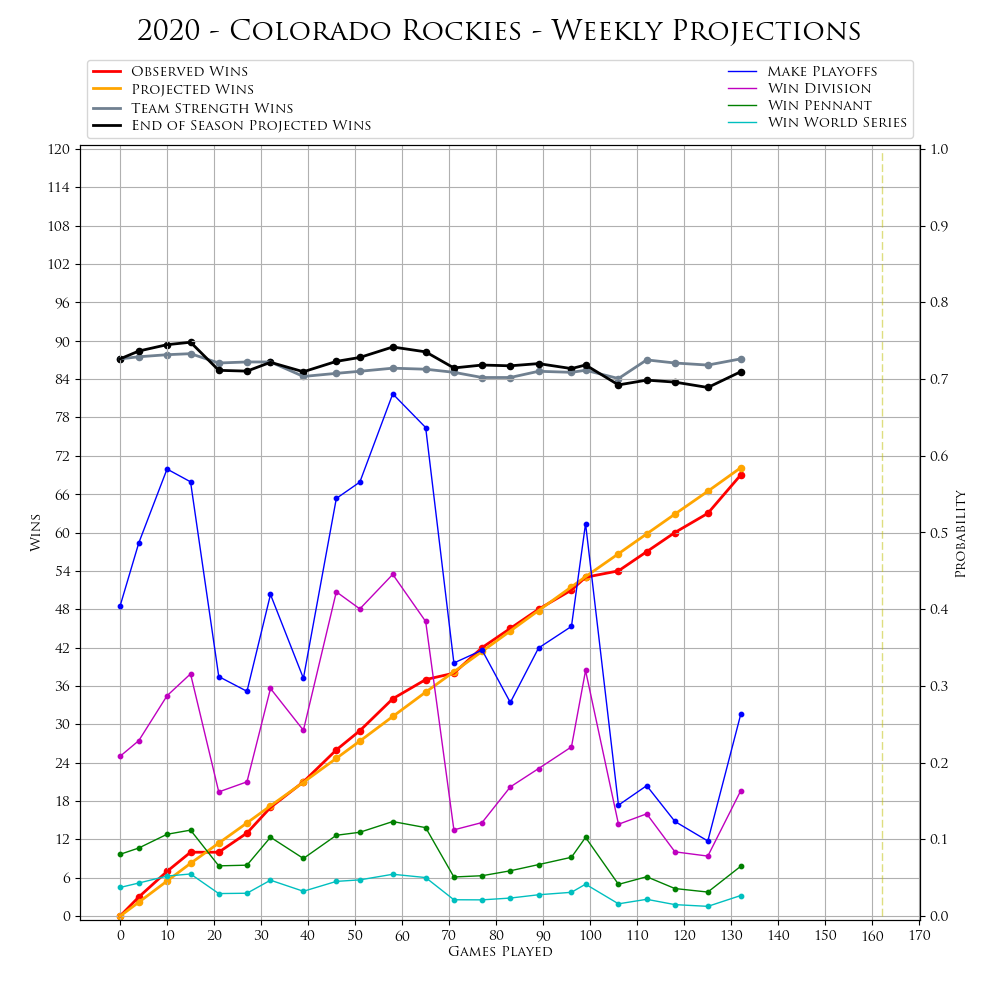 2020 - Colorado Rockies - Weekly Projections
Observed Wins
Projected Wins
Team Strength Wins
End of Season Projected Wins
Make Playoffs
Win Division
Win Pennant
Win World Series
120
114
108
102
96
90
84
78
72
66
60
54
48
42
36
30
24
18
12
6
0
Wins
1.0
0.9
0.8
0.7
0.6
0.5
0.4
0.3
0.2
0.1
0.0
Probability
0 10 20 30 40 50 60 70 80 90 100 110 120 130 140 150 160 170
Games Played